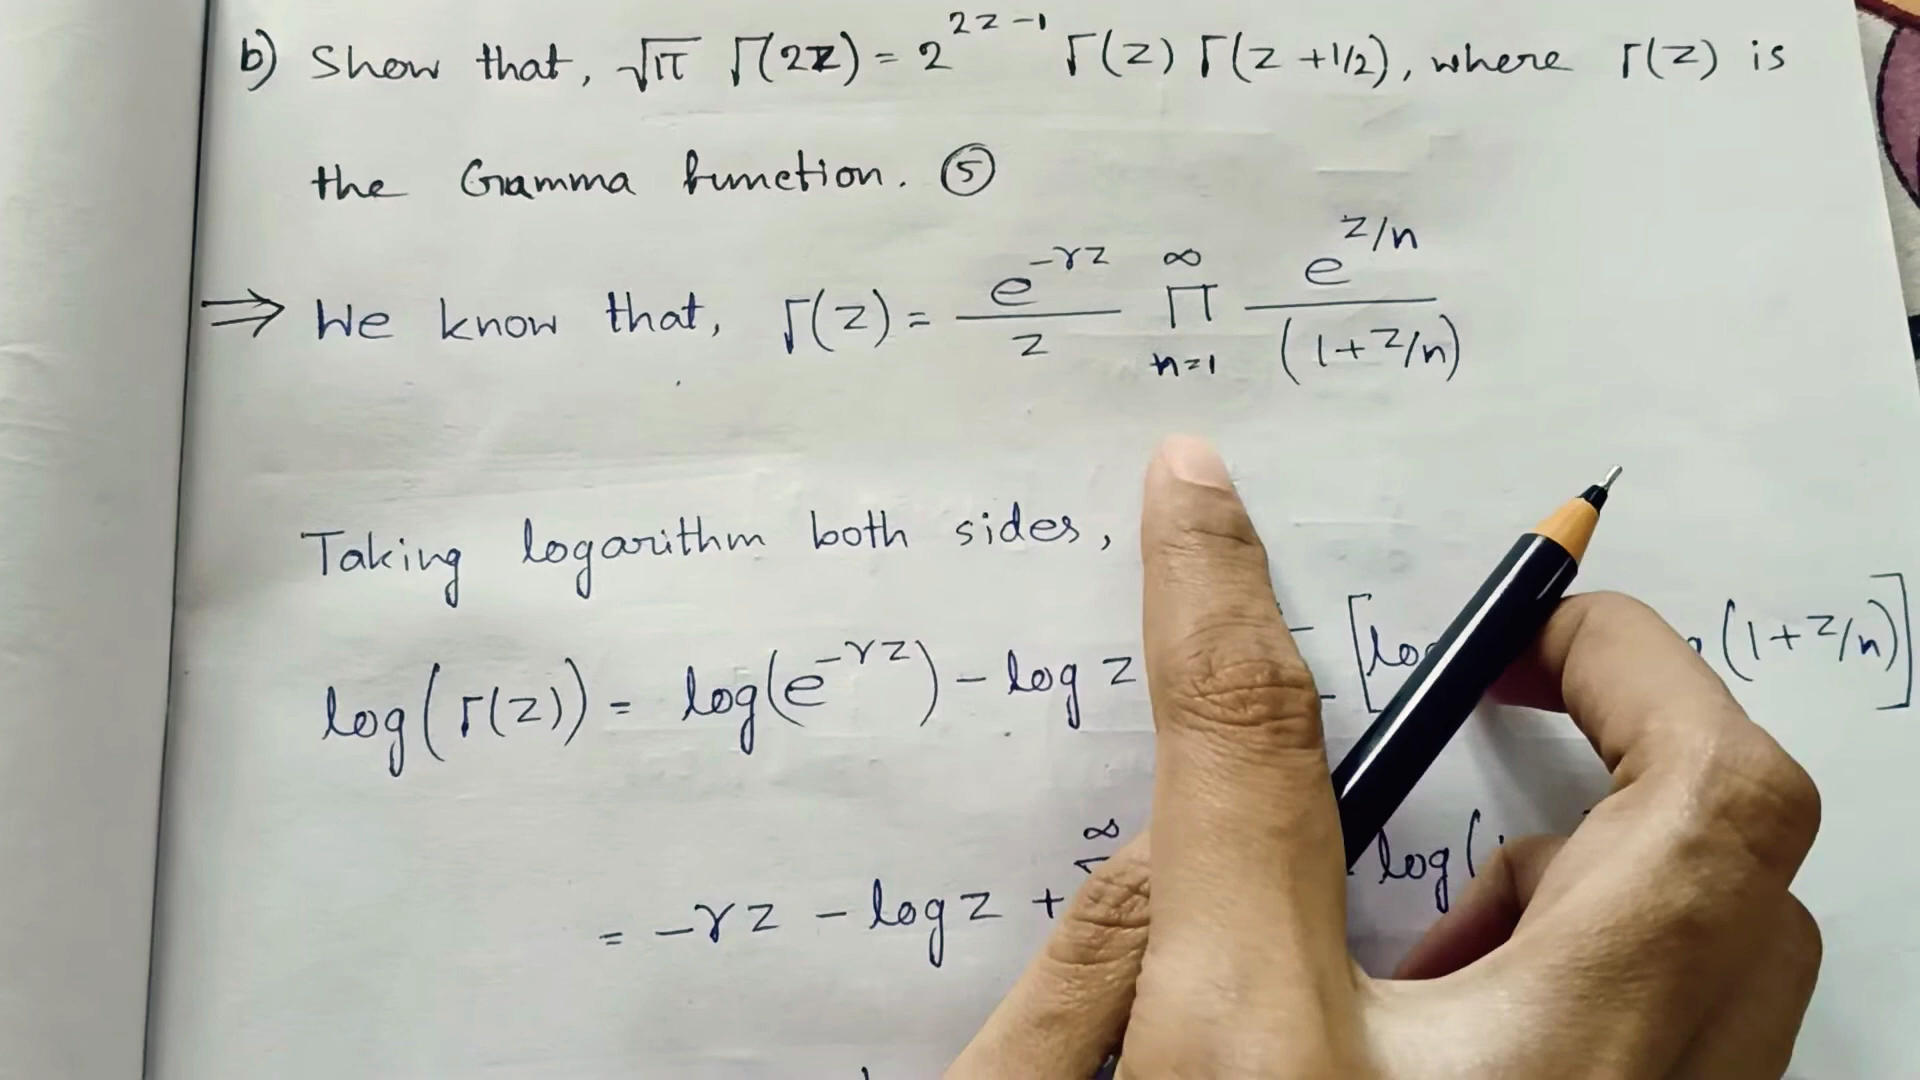 b) Show that, √π Γ(2z) = 2^{2z-1} Γ(z) Γ(z+1/2), where Γ(z) is
the Gamma function. ⑤
⇒ We know that, Γ(z) = e^{-γz}/z ∏_{n=1}^{∞} e^{z/n}/(1+z/n)
Taking logarithm both sides,
log(Γ(z)) = log(e^{-γz}) - log z [ (1+z/n)]
= -γz - log z + ∞ log(